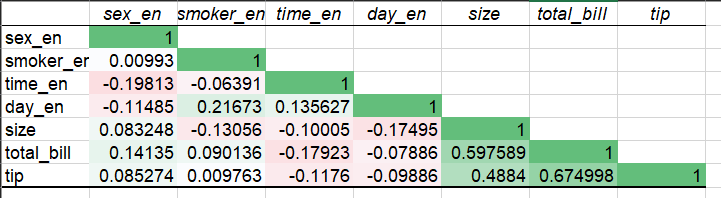 sex_en smoker_en time_en day_en size total_bill tip
sex_en 1
smoker_en 0.00993 1
time_en -0.19813 -0.06391 1
day_en -0.11485 0.21673 0.135627 1
size 0.083248 -0.13056 -0.10005 -0.17495 1
total_bill 0.14135 0.090136 -0.17923 -0.07886 0.597589 1
tip 0.085274 0.009763 -0.1176 -0.09886 0.4884 0.674998 1